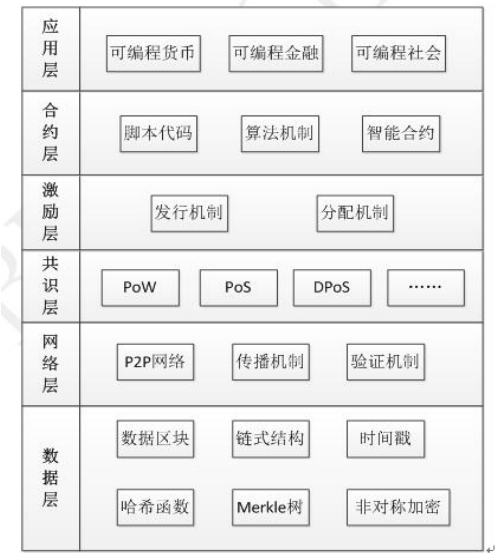 应用层
可编程货币 可编程金融 可编程社会
合约层
脚本代码 算法机制 智能合约
激励层
发行机制 分配机制
共识层
PoW PoS DPoS ……
网络层
P2P网络 传播机制 验证机制
数据层
数据区块 链式结构 时间戳
哈希函数 Merkle树 非对称加密